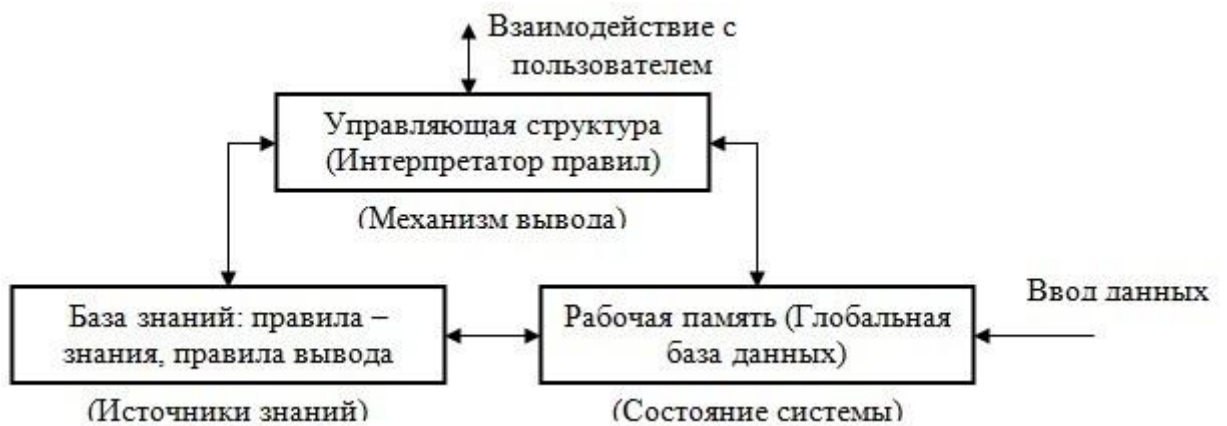 Взаимодействие с
пользователем
Управляющая структура
(Интерпретатор правил)
(Механизм вывода)
База знаний: правила –
знания, правила вывода
(Источники знаний)
Рабочая память (Глобальная
база данных)
(Состояние системы)
Ввод данных